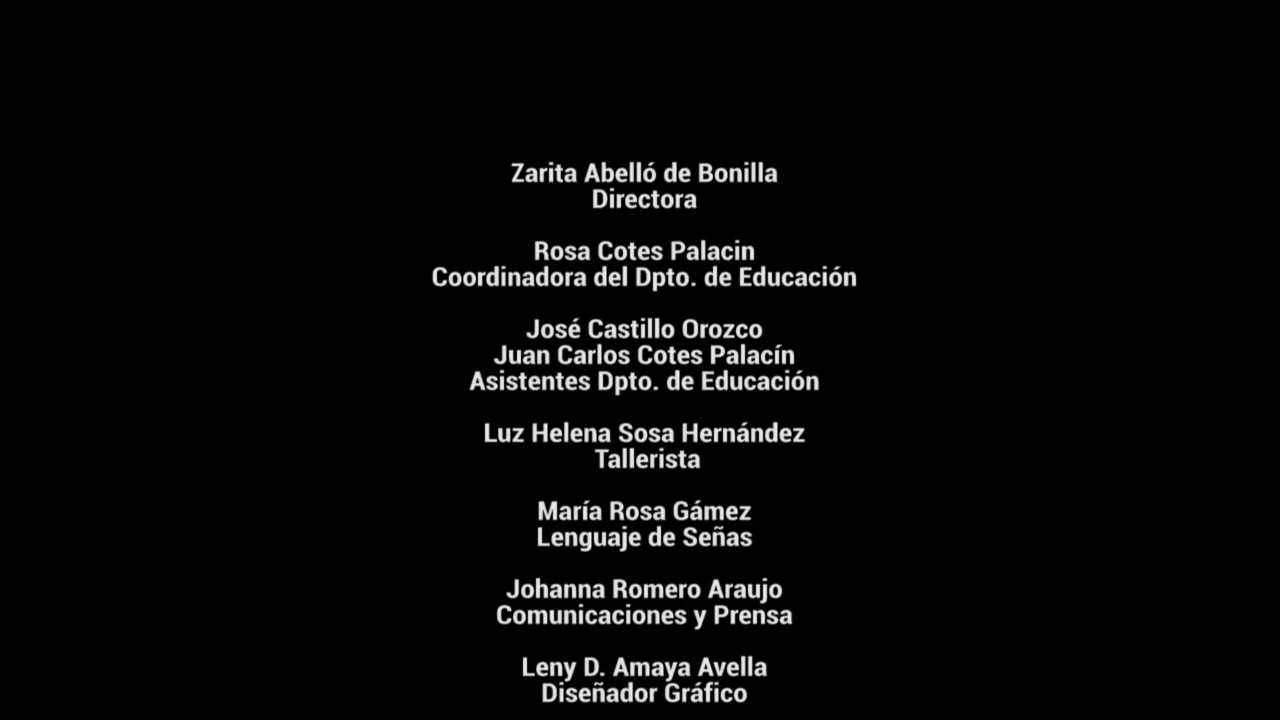 Zarita Abelló de Bonilla
Directora
Rosa Cotes Palacin
Coordinadora del Dpto. de Educación
José Castillo Orozco
Juan Carlos Cotes Palacín
Asistentes Dpto. de Educación
Luz Helena Sosa Hernández
Tallerista
María Rosa Gámez
Lenguaje de Señas
Johanna Romero Araujo
Comunicaciones y Prensa
Leny D. Amaya Avella
Diseñador Gráfico